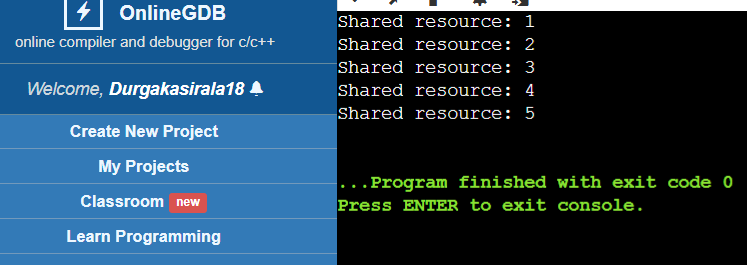 OnlineGDB
online compiler and debugger for c/c++
Welcome, Durgakasirala18
Create New Project
My Projects
Classroom new
Learn Programming
Shared resource: 1
Shared resource: 2
Shared resource: 3
Shared resource: 4
Shared resource: 5
...Program finished with exit code 0
Press ENTER to exit console.